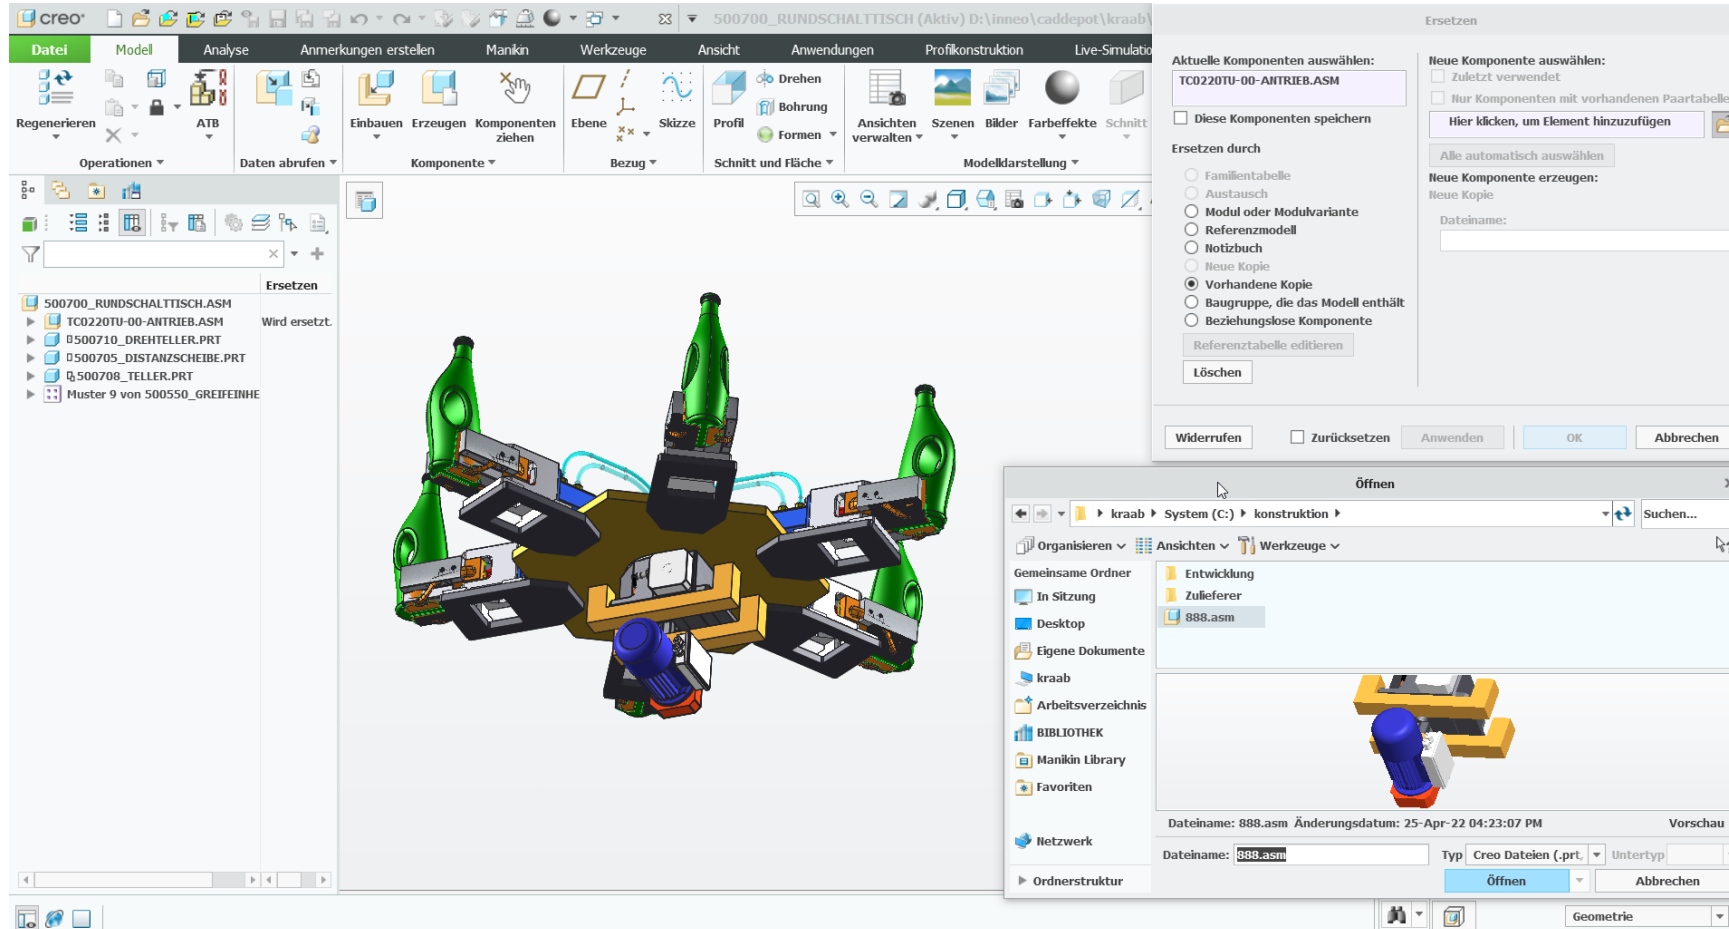 creo·
500700_RUNDSCHALTTISCH (Aktiv) D:\inneo\caddepot\kraab\
Datei
Modell
Analyse
Anmerkungen erstellen
Manikin
Werkzeuge
Ansicht
Anwendungen
Profilkonstruktion
Live-Simulatio
Regenerieren
ATB
Einbauen
Erzeugen
Komponenten
ziehen
Ebene
Skizze
Profil
Drehen
Bohrung
Formen
Ansichten
verwalten
Szenen
Bilder
Farbeffekte
Schnitt
Operationen
Daten abrufen
Komponente
Bezug
Schnitt und Fläche
Modelldarstellung
Ersetzen
500700_RUNDSCHALTTISCH.ASM
TC0220TU-00-ANTRIEB.ASM Wird ersetzt.
500710_DREHTELLER.PRT
500705_DISTANZSCHEIBE.PRT
500708_TELLER.PRT
Muster 9 von 500550_GREIFEINHE
Ersetzen
Aktuelle Komponenten auswählen:
TC0220TU-00-ANTRIEB.ASM
Diese Komponenten speichern
Ersetzen durch
Familientabelle
Austausch
Modul oder Modulvariante
Referenzmodell
Notizbuch
Neue Kopie
Vorhandene Kopie
Baugruppe, die das Modell enthält
Beziehungslose Komponente
Referenztabelle editieren
Löschen
Neue Komponente auswählen:
Zuletzt verwendet
Nur Komponenten mit vorhandenen Paartabelle
Hier klicken, um Element hinzuzufügen
Alle automatisch auswählen
Neue Komponente erzeugen:
Neue Kopie
Dateiname:
Widerrufen
Zurücksetzen
Anwenden
OK
Abbrechen
Öffnen
kraab System (C:) konstruktion
Suchen...
Organisieren
Ansichten
Werkzeuge
Gemeinsame Ordner
In Sitzung
Desktop
Eigene Dokumente
kraab
Arbeitsverzeichnis
BIBLIOTHEK
Manikin Library
Favoriten
Netzwerk
Ordnerstruktur
Entwicklung
Zulieferer
888.asm
Dateiname: 888.asm Änderungsdatum: 25-Apr-22 04:23:07 PM
Vorschau
Dateiname: 888.asm
Typ Creo Dateien (.prt,
Untertyp
Öffnen
Abbrechen
Geometrie